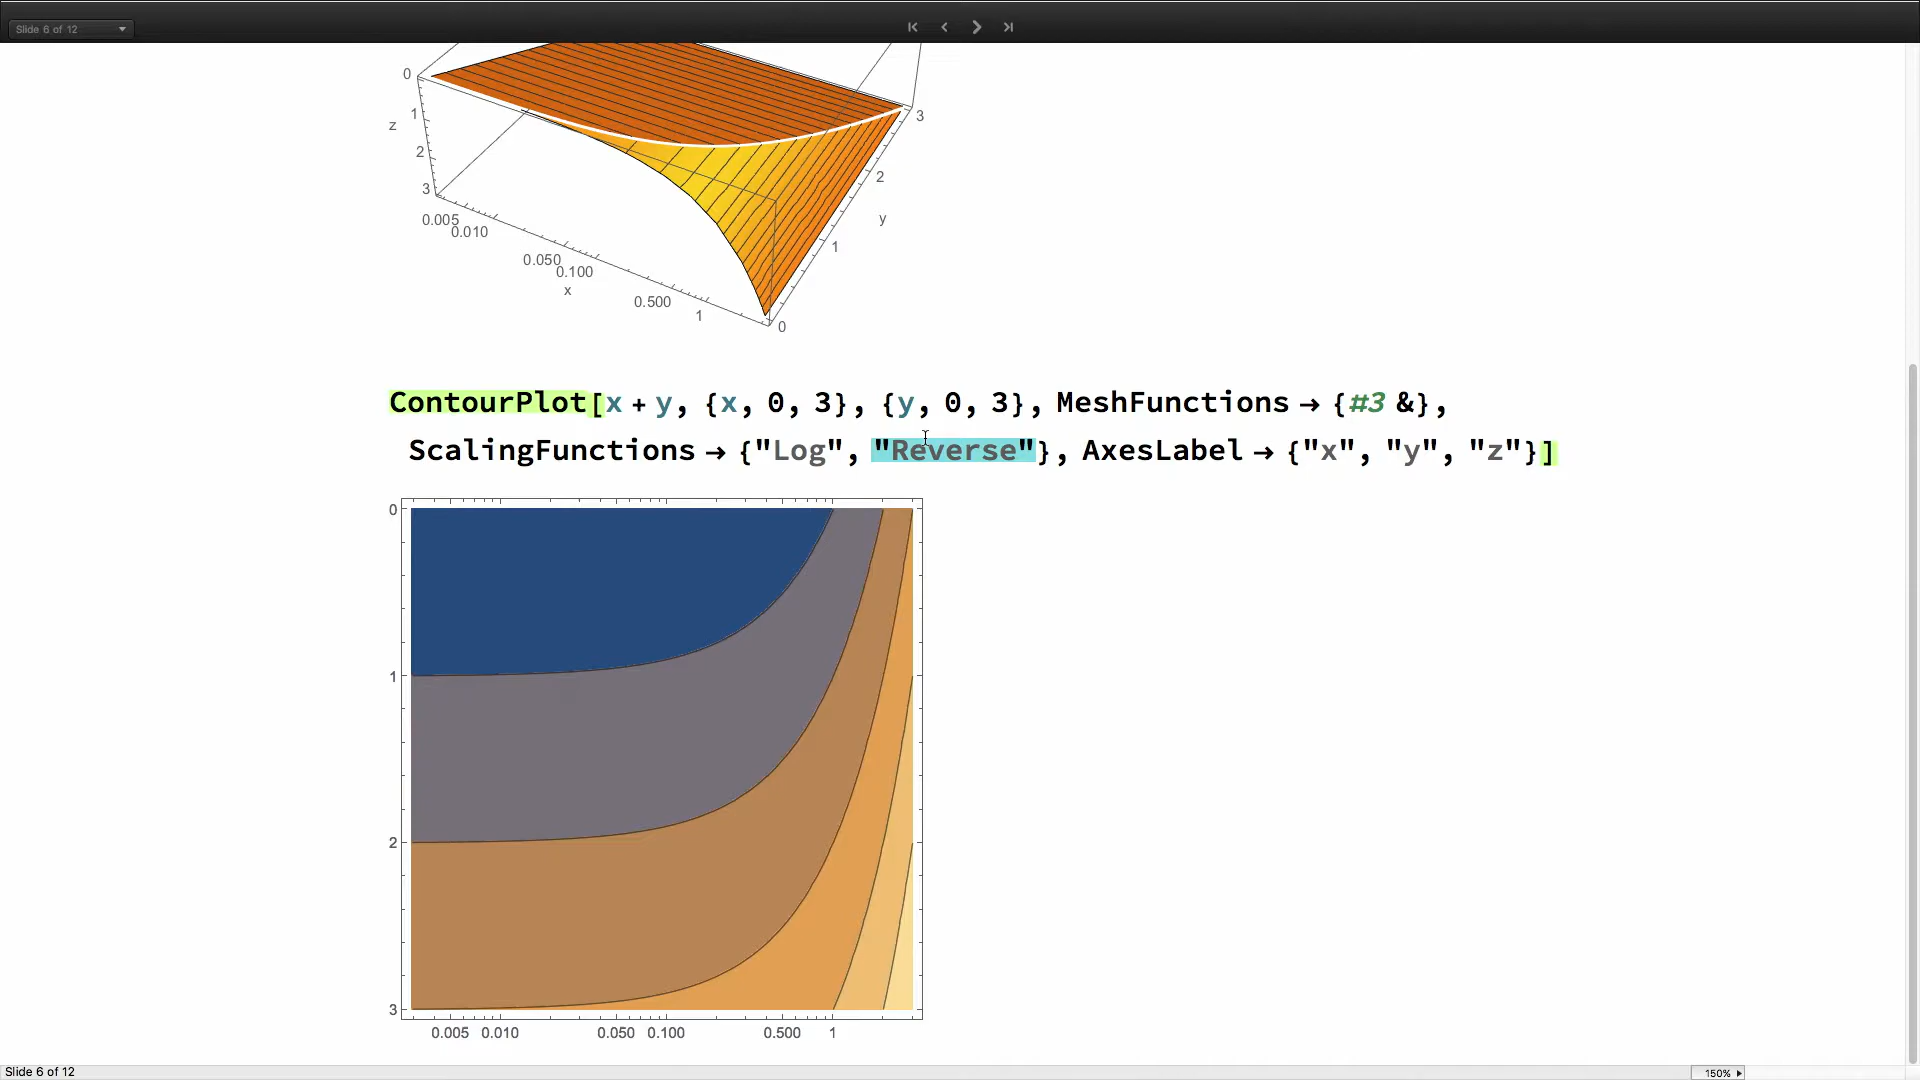 Slide 6 of 12
0
1
z
2
3
0.005
0.010
0.050
0.100
x
0.500
1
3
2
y
1
0
ContourPlot[x + y, {x, 0, 3}, {y, 0, 3}, MeshFunctions → {#3 &},
ScalingFunctions → {"Log", "Reverse"}, AxesLabel → {"x", "y", "z"}]
0
1
2
3
0.005 0.010 0.050 0.100 0.500 1
Slide 6 of 12
150%